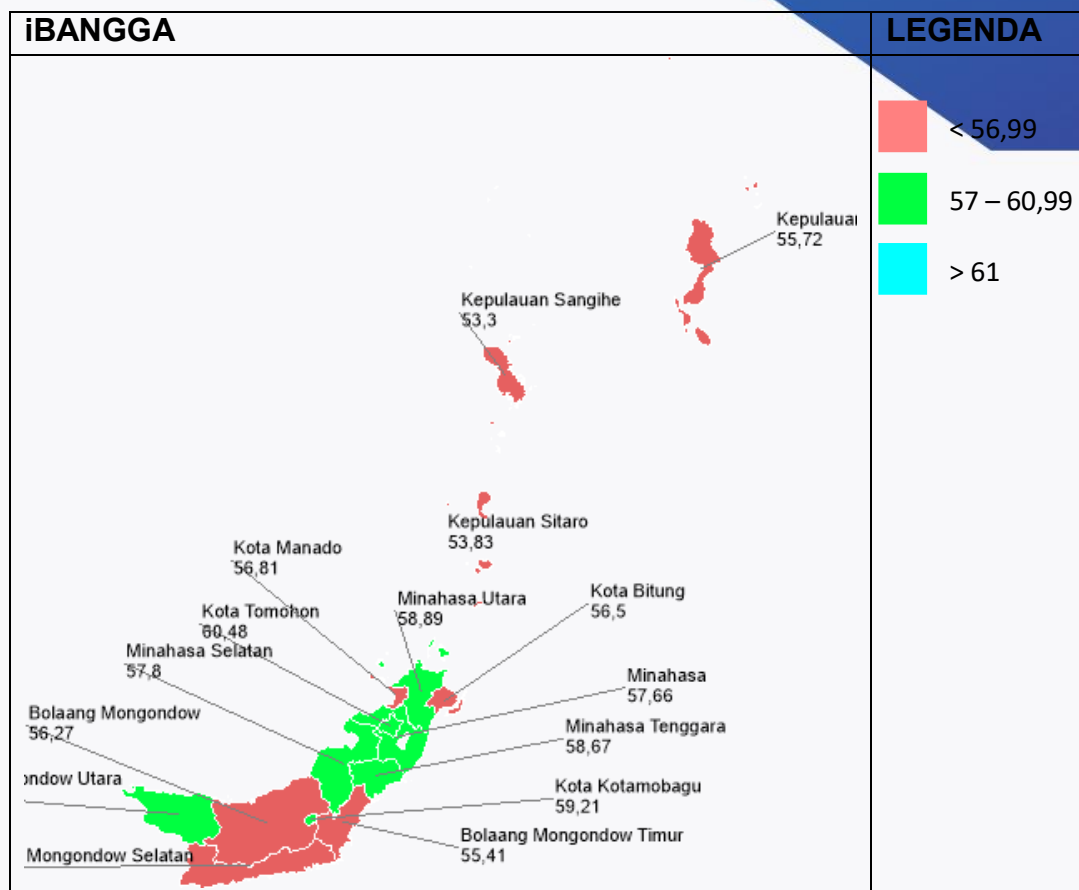 iBANGGA
LEGENDA
< 56,99
57 – 60,99
> 61
Kepulauan
55,72
Kepulauan Sangihe
53,3
Kepulauan Sitaro
53,83
Kota Manado
56,81
Kota Bitung
56,5
Minahasa Utara
58,89
Kota Tomohon
60,48
Minahasa Selatan
57,8
Minahasa
57,66
Bolaang Mongondow
56,27
Minahasa Tenggara
58,67
ondow Utara
Kota Kotamobagu
59,21
Bolaang Mongondow Timur
55,41
Mongondow Selatan